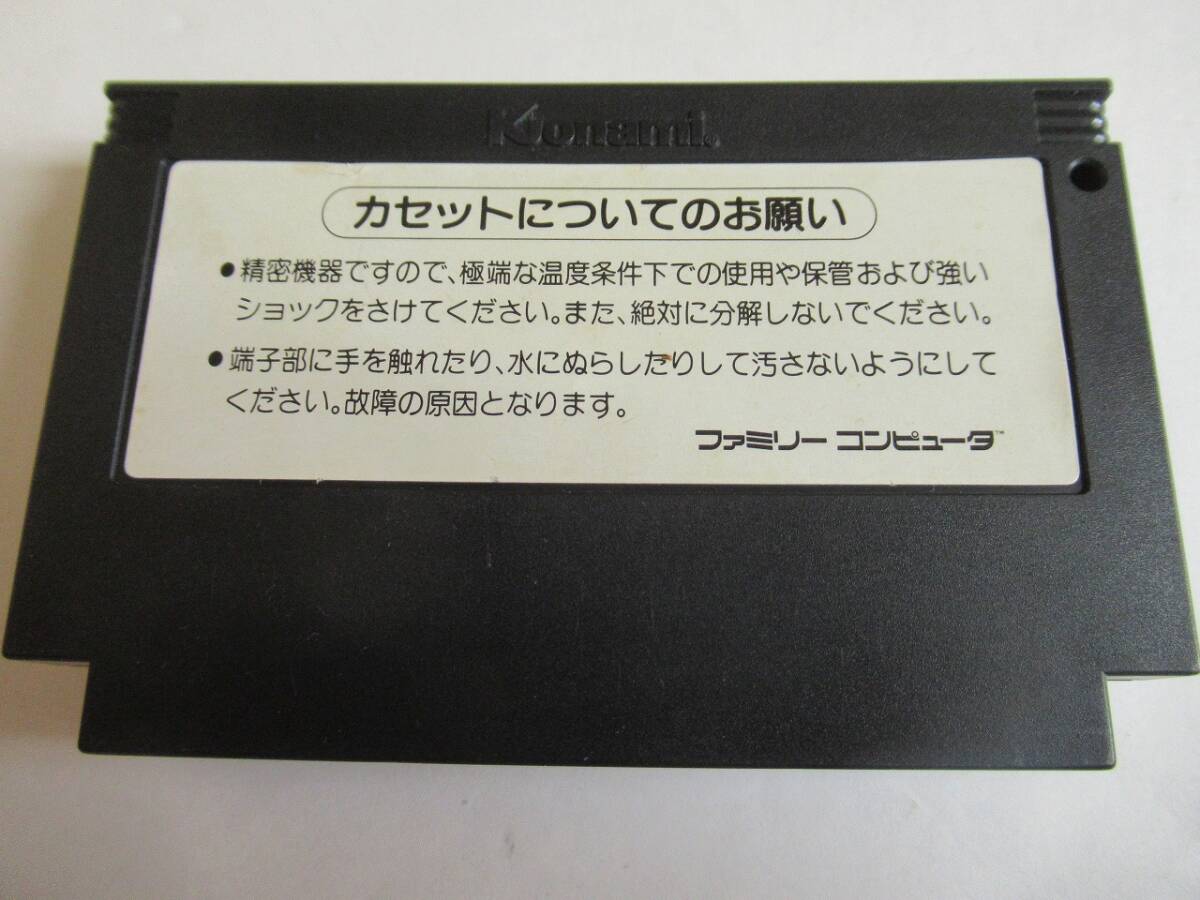 Konami
カセットについてのお願い
●精密機器ですので、極端な温度条件下での使用や保管および強い
ショックをさけてください。また、絶対に分解しないでください。
●端子部に手を触れたり、水にぬらしたりして汚さないようにして
ください。故障の原因となります。
ファミリー コンピュータ™